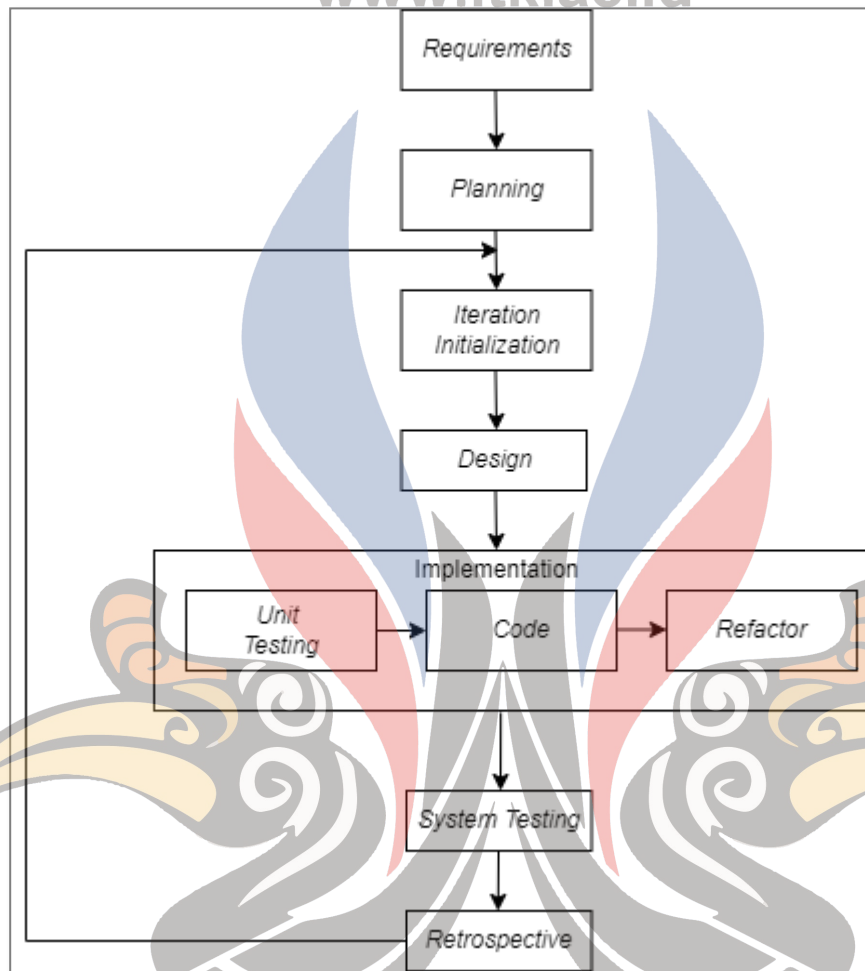 Requirements
Planning
Iteration
Initialization
Design
Implementation
Unit
Testing
Code
Refactor
System Testing
Retrospective